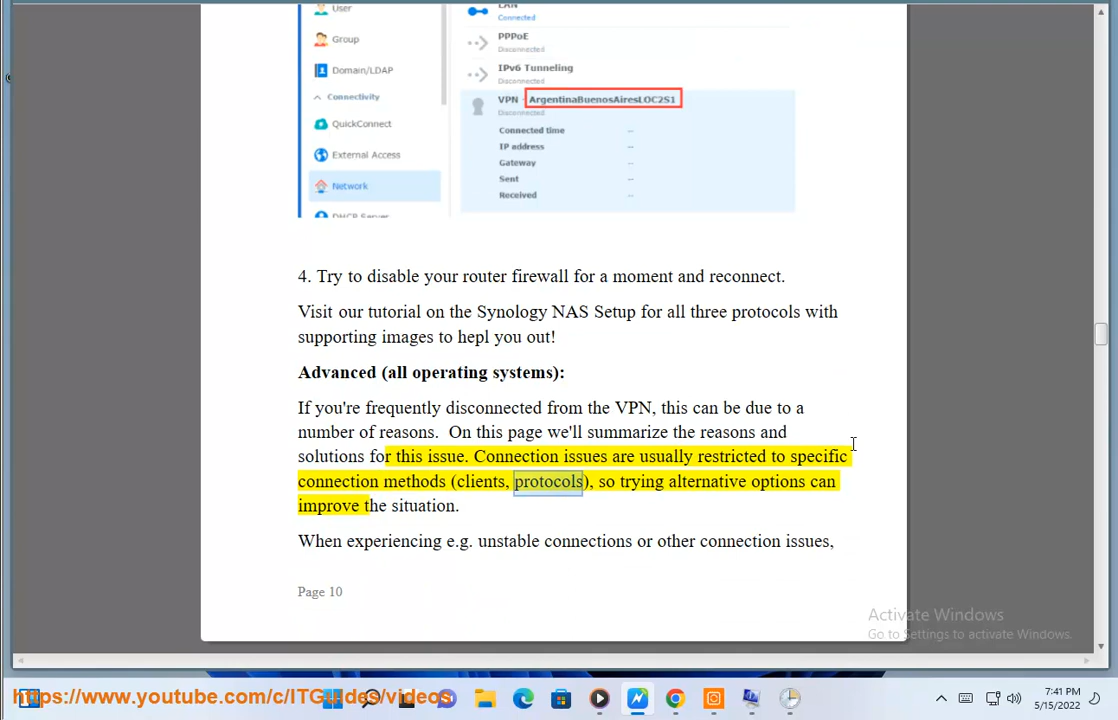 User
LAN
Connected
Group
PPPoE
Disconnected
Domain/LDAP
IPv6 Tunneling
Disconnected
Connectivity
VPN - ArgentinaBuenosAiresLOC2S1
Disconnected
QuickConnect
Connected time --
IP address --
External Access
Gateway --
Sent --
Network
Received --
DHCP Server
4. Try to disable your router firewall for a moment and reconnect.
Visit our tutorial on the Synology NAS Setup for all three protocols with
supporting images to hepl you out!
Advanced (all operating systems):
If you're frequently disconnected from the VPN, this can be due to a
number of reasons.  On this page we'll summarize the reasons and
solutions for this issue. Connection issues are usually restricted to specific
connection methods (clients, protocols), so trying alternative options can
improve the situation.
When experiencing e.g. unstable connections or other connection issues,
Page 10
Activate Windows
Go to Settings to activate Windows.
https://www.youtube.com/c/ITGuides/videos
7:41 PM
5/15/2022